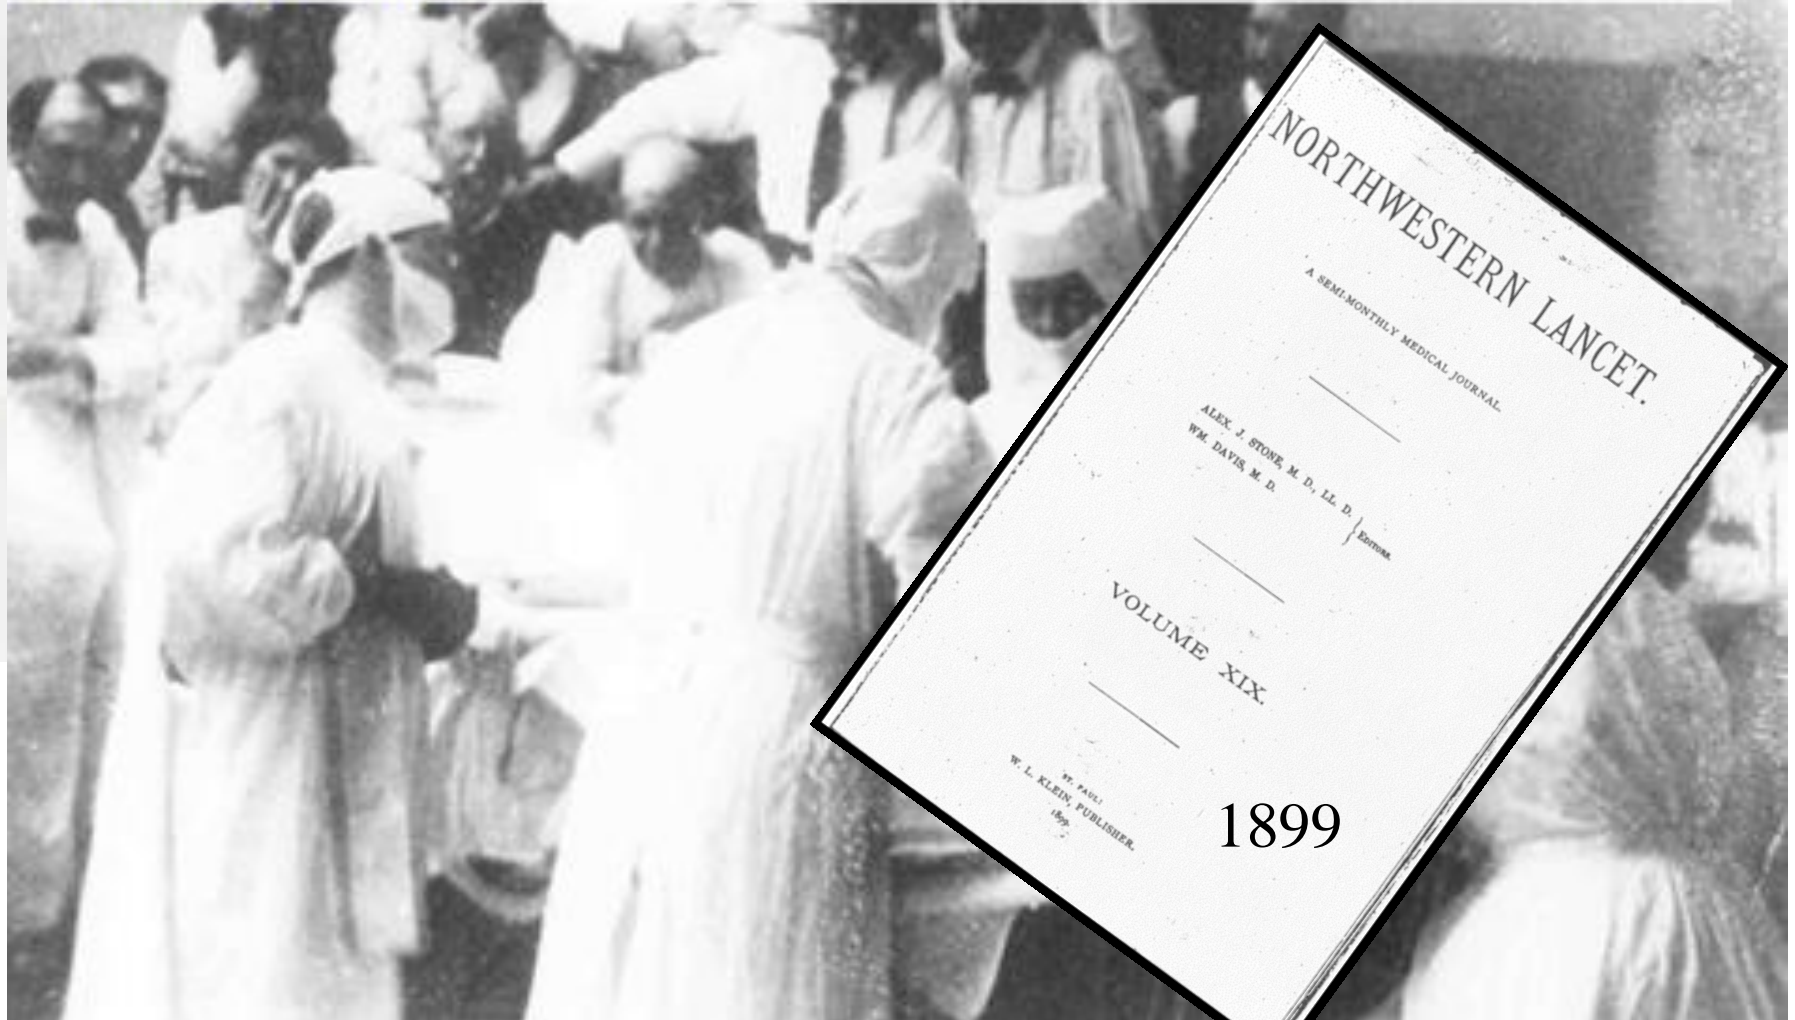 NORTHWESTERN LANCET.
A SEMI-MONTHLY MEDICAL JOURNAL.
ALEX. J. STONE, M. D., LL. D.
WM. DAVIS, M. D.
} EDITORS.
VOLUME XIX.
ST. PAUL:
W. L. KLEIN, PUBLISHER.
1899.
1899